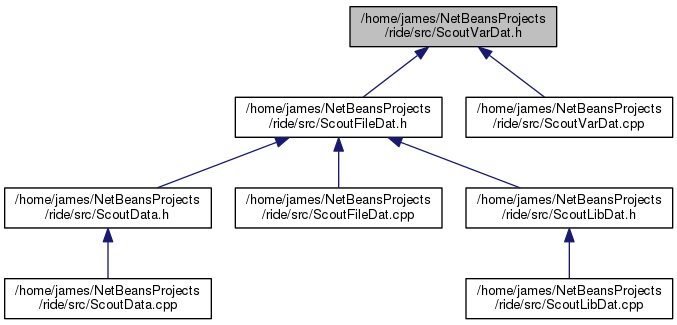 /home/james/NetBeansProjects
/ride/src/ScoutVarDat.h
/home/james/NetBeansProjects
/ride/src/ScoutFileDat.h
/home/james/NetBeansProjects
/ride/src/ScoutVarDat.cpp
/home/james/NetBeansProjects
/ride/src/ScoutData.h
/home/james/NetBeansProjects
/ride/src/ScoutFileDat.cpp
/home/james/NetBeansProjects
/ride/src/ScoutLibDat.h
/home/james/NetBeansProjects
/ride/src/ScoutData.cpp
/home/james/NetBeansProjects
/ride/src/ScoutLibDat.cpp